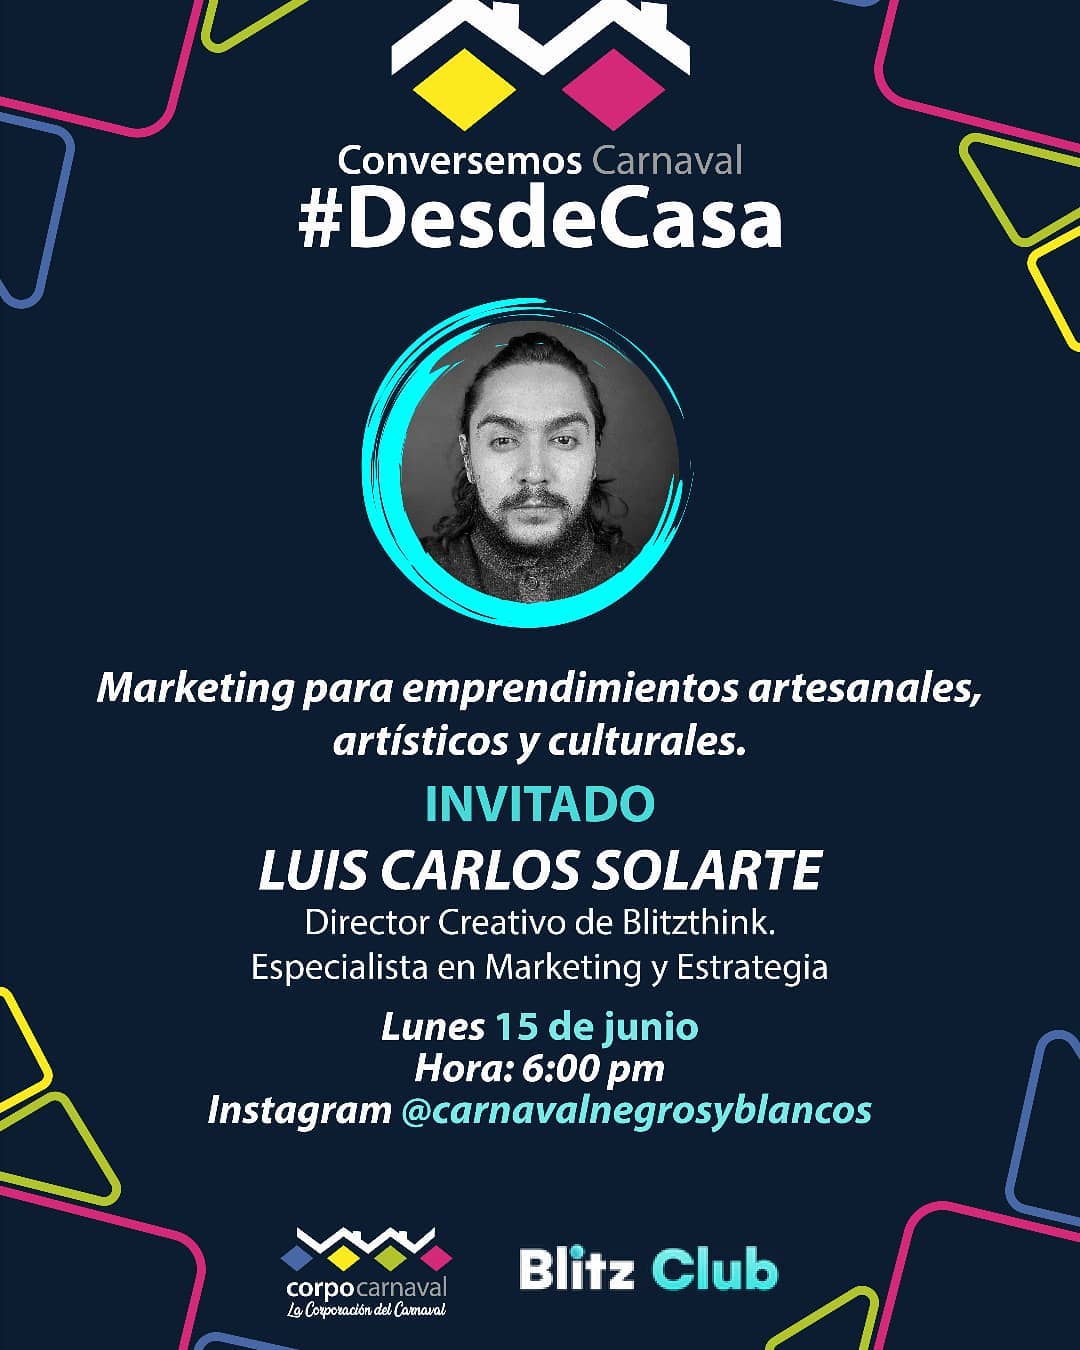 Conversemos Carnaval
#DesdeCasa
Marketing para emprendimientos artesanales,
artísticos y culturales.
INVITADO
LUIS CARLOS SOLARTE
Director Creativo de Blitzthink.
Especialista en Marketing y Estrategia
Lunes 15 de junio
Hora: 6:00 pm
Instagram @carnavalnegrosyblancos
corpocarnaval
La Corporación del Carnaval
Blitz Club